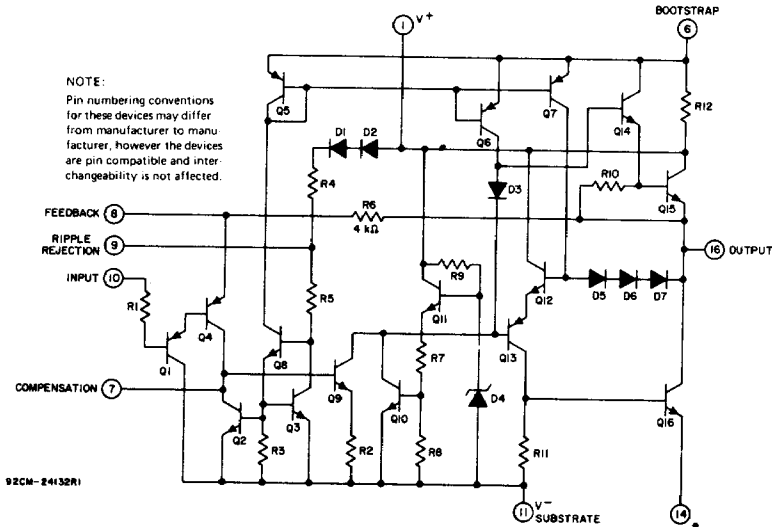 BOOTSTRAP
6
1 V+
NOTE:
Pin numbering conventions
for these devices may differ
from manufacturer to manu-
facturer, however the devices
are pin compatible and inter-
changeability is not affected.
Q5
Q7
Q6
Q14
R12
D1 D2
R4
D3
R10
Q15
FEEDBACK 8
R6
4 kΩ
RIPPLE
REJECTION 9
16 OUTPUT
INPUT 10
R1
R5
R9
Q12
D5 D6 D7
Q4
Q11
Q1
Q8
R7
Q13
COMPENSATION 7
Q9
Q10
D4
Q16
Q2
R3
Q3
R2
R8
R11
92CM-24132R1
11 V-
SUBSTRATE
14